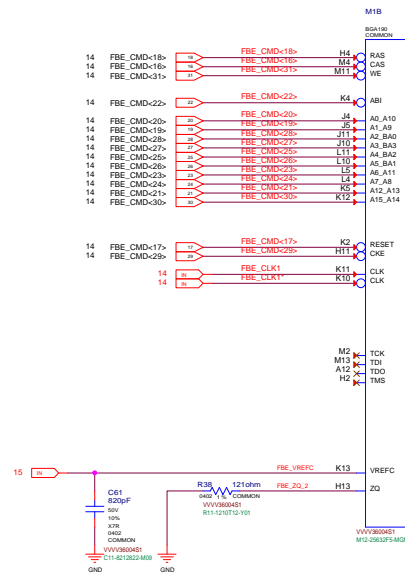 M1B
BGA190
COMMON
14 FBE_CMD<18> 18 FBE_CMD<18> H4 RAS
14 FBE_CMD<16> 16 FBE_CMD<16> M4 CAS
14 FBE_CMD<31> 31 FBE_CMD<31> M11 WE
14 FBE_CMD<22> 22 FBE_CMD<22> K4 ABI
14 FBE_CMD<20> 20 FBE_CMD<20> J4 A0_A10
14 FBE_CMD<19> 19 FBE_CMD<19> J5 A1_A9
14 FBE_CMD<28> 28 FBE_CMD<28> J11 A2_BA0
14 FBE_CMD<27> 27 FBE_CMD<27> J10 A3_BA3
14 FBE_CMD<25> 25 FBE_CMD<25> L11 A4_BA2
14 FBE_CMD<26> 26 FBE_CMD<26> L10 A5_BA1
14 FBE_CMD<23> 23 FBE_CMD<23> L5 A6_A11
14 FBE_CMD<24> 24 FBE_CMD<24> L4 A7_A8
14 FBE_CMD<21> 21 FBE_CMD<21> K5 A12_A13
14 FBE_CMD<30> 30 FBE_CMD<30> K12 A15_A14
14 FBE_CMD<17> 17 FBE_CMD<17> K2 RESET
14 FBE_CMD<29> 29 FBE_CMD<29> H11 CKE
14 IN FBE_CLK1 K11 CLK
14 IN FBE_CLK1* K10 CLK
M2 TCK
M13 TDI
A12 TDO
H2 TMS
15 IN FBE_VREFC K13 VREFC
R38 121ohm FBE_ZQ_2 H13 ZQ
0402 1% COMMON
VVVV36004S1
R11-1210T12-Y01
C61
820pF
50V
10%
X7R
0402
COMMON
VVVV36004S1
C11-8212822-M09
GND
GND
VVVV36004S1